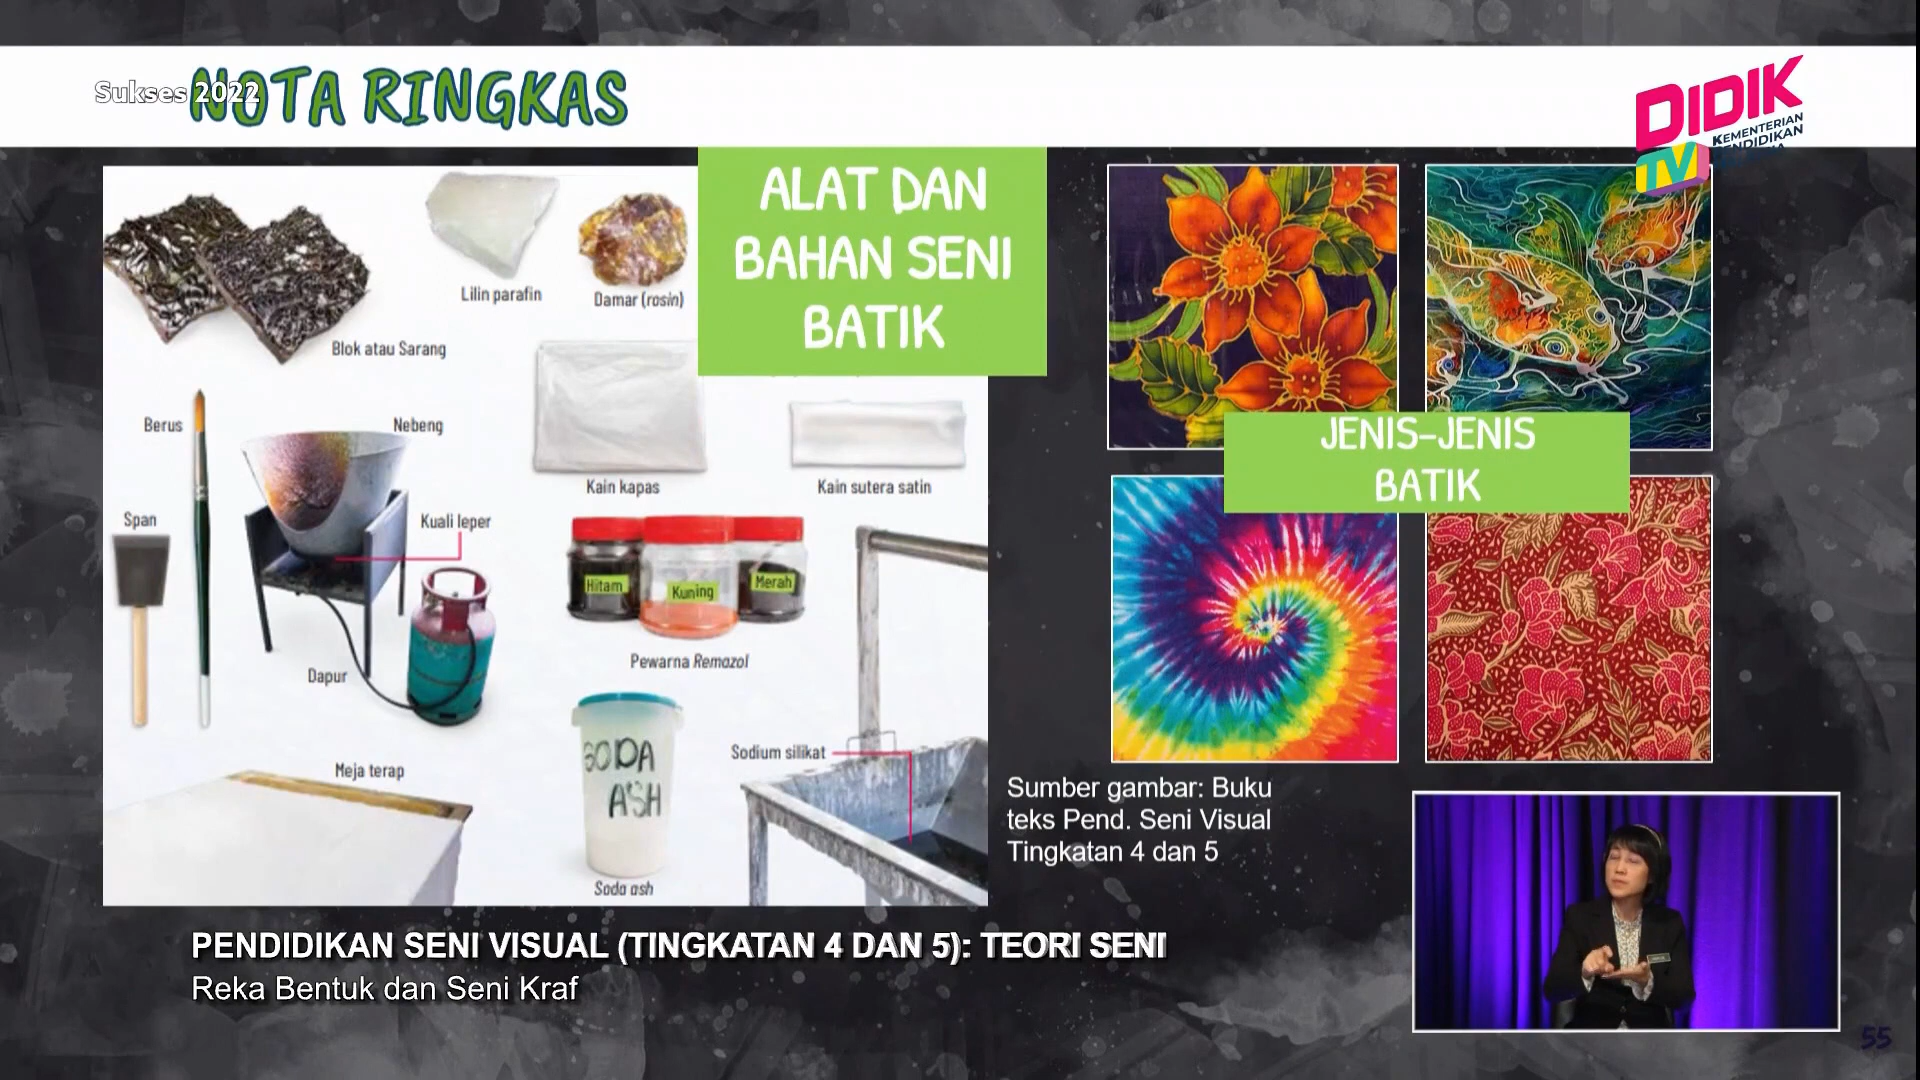 Sukses 2022
NOTA RINGKAS
DIDIK
TV
KEMENTERIAN
PENDIDIKAN
ALAT DAN
BAHAN SENI
BATIK
Lilin parafin
Damar (rosin)
Blok atau Sarang
Berus
Nebeng
Kain kapas
Kain sutera satin
Span
Kuali leper
Hitam
Kuning
Merah
Pewarna Remazol
Dapur
Meja terap
SODA
ASH
Soda ash
Sodium silikat
JENIS-JENIS
BATIK
Sumber gambar: Buku
teks Pend. Seni Visual
Tingkatan 4 dan 5
PENDIDIKAN SENI VISUAL (TINGKATAN 4 DAN 5): TEORI SENI
Reka Bentuk dan Seni Kraf
55